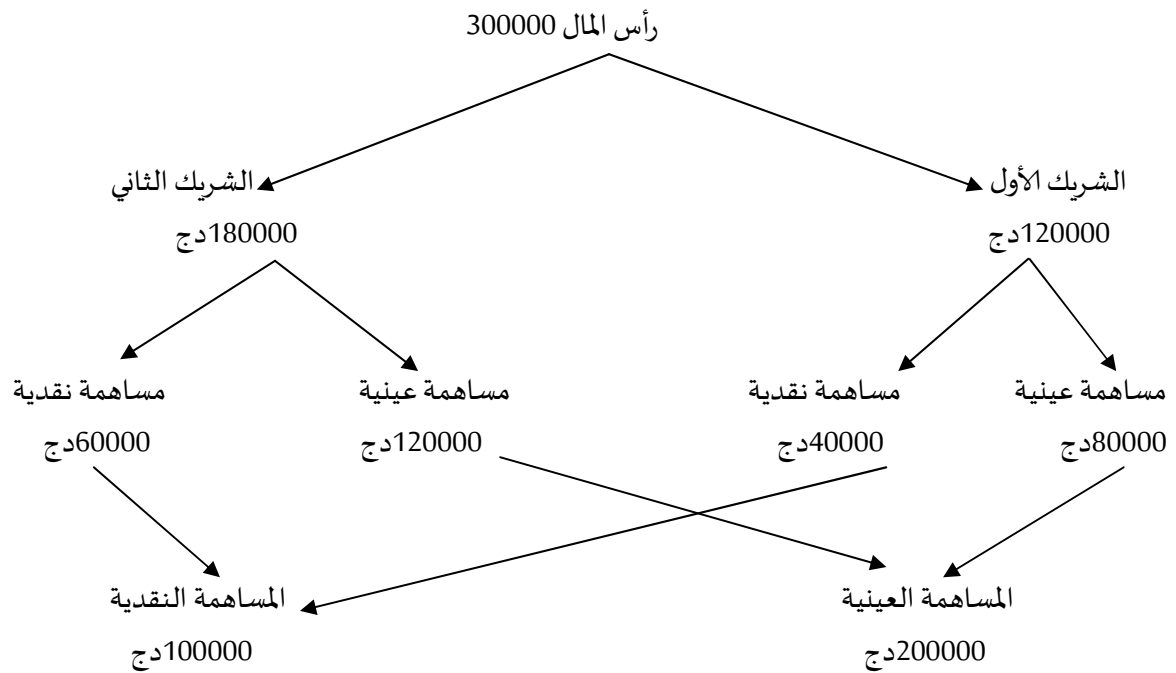 رأس المال 300000
الشريك الأول
120000دج
الشريك الثاني
180000دج
مساهمة عينية
80000دج
مساهمة نقدية
40000دج
مساهمة عينية
120000دج
مساهمة نقدية
60000دج
المساهمة العينية
200000دج
المساهمة النقدية
100000دج